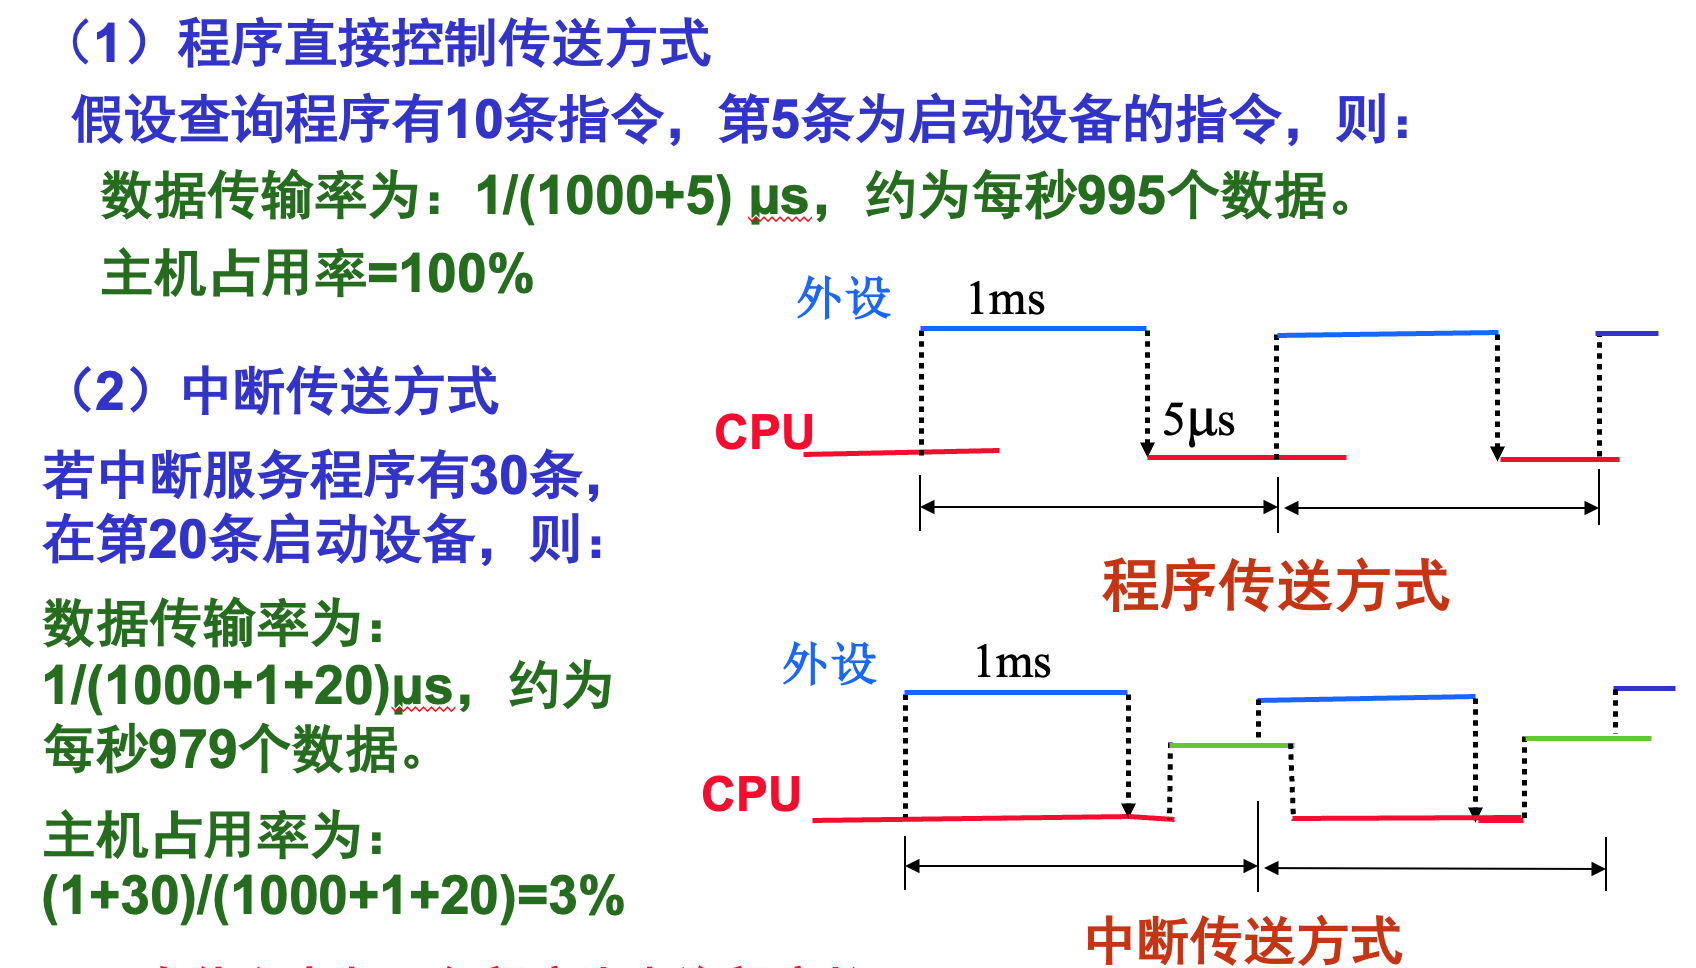 （1）程序直接控制传送方式
假设查询程序有10条指令，第5条为启动设备的指令，则：
数据传输率为：1/(1000+5) μs，约为每秒995个数据。
主机占用率=100%
外设
1ms
CPU
5μs
程序传送方式
（2）中断传送方式
若中断服务程序有30条，
在第20条启动设备，则：
数据传输率为：
1/(1000+1+20)μs，约为
每秒979个数据。
主机占用率为：
(1+30)/(1000+1+20)=3%
外设
1ms
CPU
中断传送方式